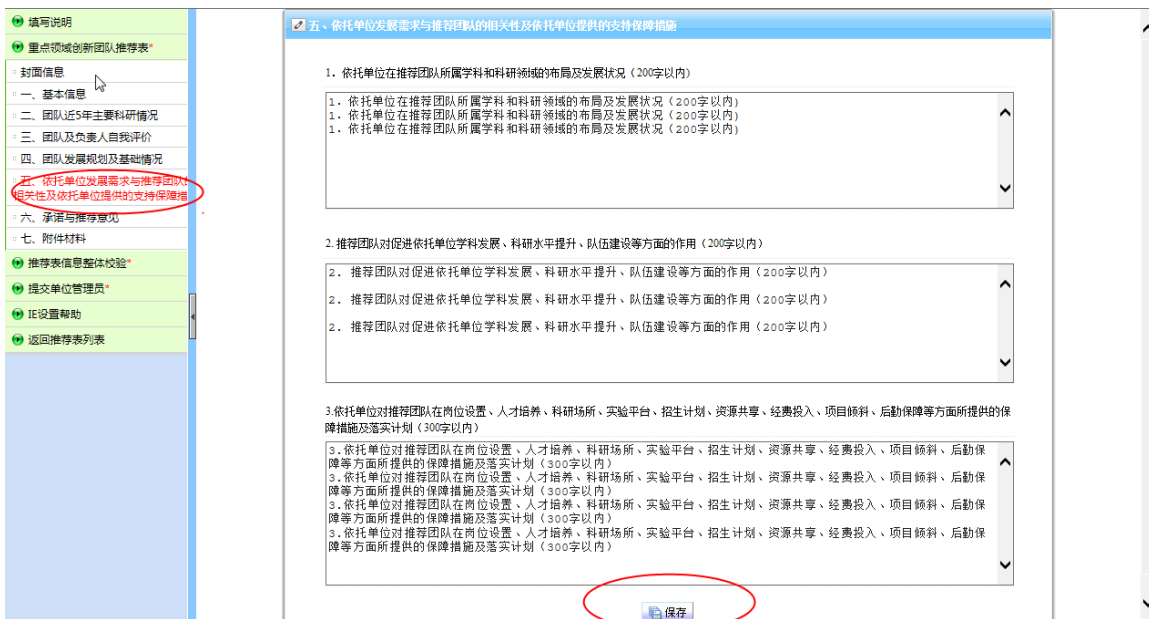 填写说明
重点领域创新团队推荐表*
封面信息
一、基本信息
二、团队近5年主要科研情况
三、团队及负责人自我评价
四、团队发展规划及基础情况
五、依托单位发展需求与推荐团队
相关性及依托单位提供的支持保障措
六、承诺与推荐意见
七、附件材料
推荐表信息整体校验*
提交单位管理员*
IE设置帮助
返回推荐表列表
五、依托单位发展需求与推荐团队的相关性及依托单位提供的支持保障措施
1. 依托单位在推荐团队所属学科和科研领域的布局及发展状况（200字以内）
1. 依托单位在推荐团队所属学科和科研领域的布局及发展状况（200字以内）
1. 依托单位在推荐团队所属学科和科研领域的布局及发展状况（200字以内）
1. 依托单位在推荐团队所属学科和科研领域的布局及发展状况（200字以内）
2. 推荐团队对促进依托单位学科发展、科研水平提升、队伍建设等方面的作用（200字以内）
2. 推荐团队对促进依托单位学科发展、科研水平提升、队伍建设等方面的作用（200字以内）
2. 推荐团队对促进依托单位学科发展、科研水平提升、队伍建设等方面的作用（200字以内）
2. 推荐团队对促进依托单位学科发展、科研水平提升、队伍建设等方面的作用（200字以内）
3.依托单位对推荐团队在岗位设置、人才培养、科研场所、实验平台、招生计划、资源共享、经费投入、项目倾斜、后勤保障等方面所提供的保
障措施及落实计划（300字以内）
3.依托单位对推荐团队在岗位设置、人才培养、科研场所、实验平台、招生计划、资源共享、经费投入、项目倾斜、后勤保
障等方面所提供的保障措施及落实计划（300字以内）
3.依托单位对推荐团队在岗位设置、人才培养、科研场所、实验平台、招生计划、资源共享、经费投入、项目倾斜、后勤保
障等方面所提供的保障措施及落实计划（300字以内）
3.依托单位对推荐团队在岗位设置、人才培养、科研场所、实验平台、招生计划、资源共享、经费投入、项目倾斜、后勤保
障等方面所提供的保障措施及落实计划（300字以内）
3.依托单位对推荐团队在岗位设置、人才培养、科研场所、实验平台、招生计划、资源共享、经费投入、项目倾斜、后勤保
障等方面所提供的保障措施及落实计划（300字以内）
保存